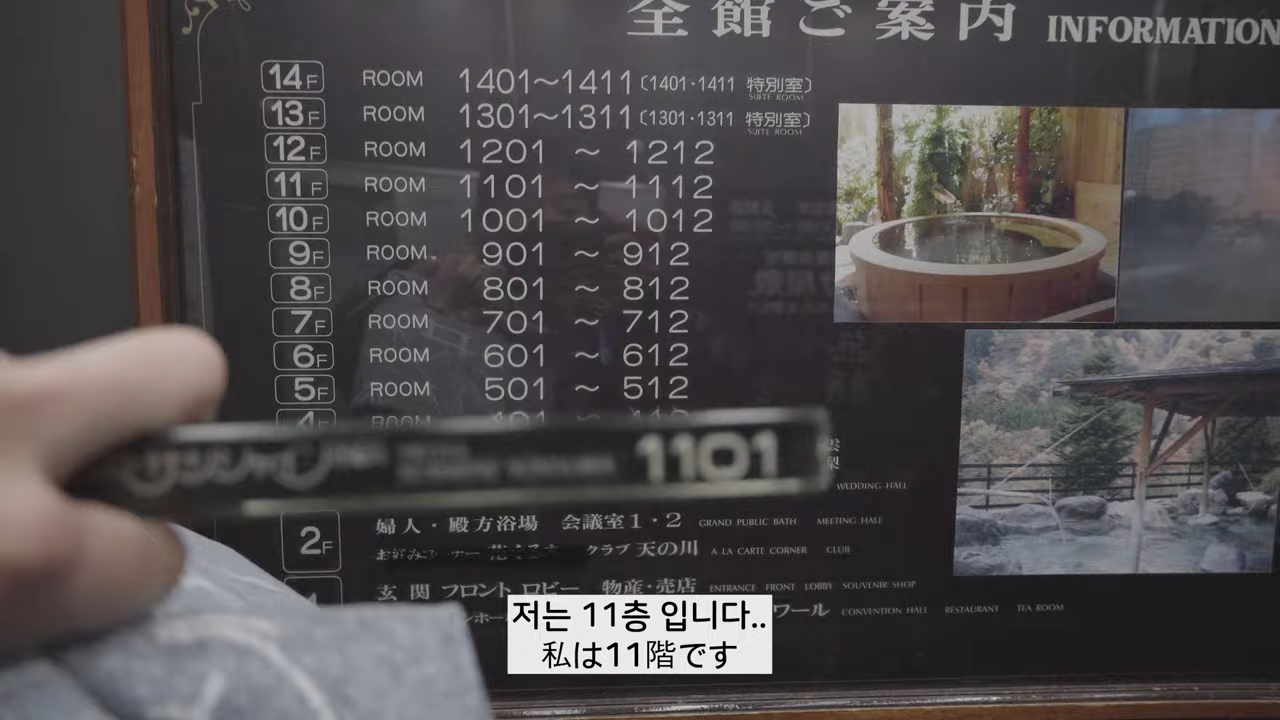 全館ご案内 INFORMATION
14F ROOM 1401～1411〔1401・1411 特別室〕
SUITE ROOM
13F ROOM 1301～1311〔1301・1311 特別室〕
SUITE ROOM
12F ROOM 1201 ～ 1212
11F ROOM 1101 ～ 1112
10F ROOM 1001 ～ 1012
9F ROOM 901 ～ 912
8F ROOM 801 ～ 812
7F ROOM 701 ～ 712
6F ROOM 601 ～ 612
5F ROOM 501 ～ 512
1101
WEDDING HALL
2F 婦人・殿方浴場 会議室1・2 GRAND PUBLIC BATH MEETING HALL
クラブ 天の川 A LA CARTE CORNER CLUB
玄関 フロント ロビー 物産・売店 ENTRANCE FRONT LOBBY SOUVENIR SHOP
ワール CONVENTION HALL RESTAURANT TEA ROOM
저는 11층 입니다..
私は11階です